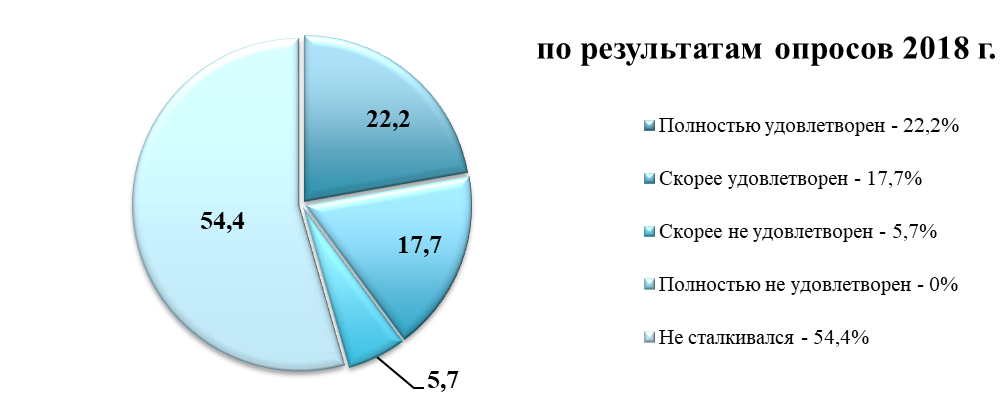 по результатам опросов 2018 г.
22,2
17,7
54,4
5,7
Полностью удовлетворен - 22,2%
Скорее удовлетворен - 17,7%
Скорее не удовлетворен - 5,7%
Полностью не удовлетворен - 0%
Не сталкивался - 54,4%